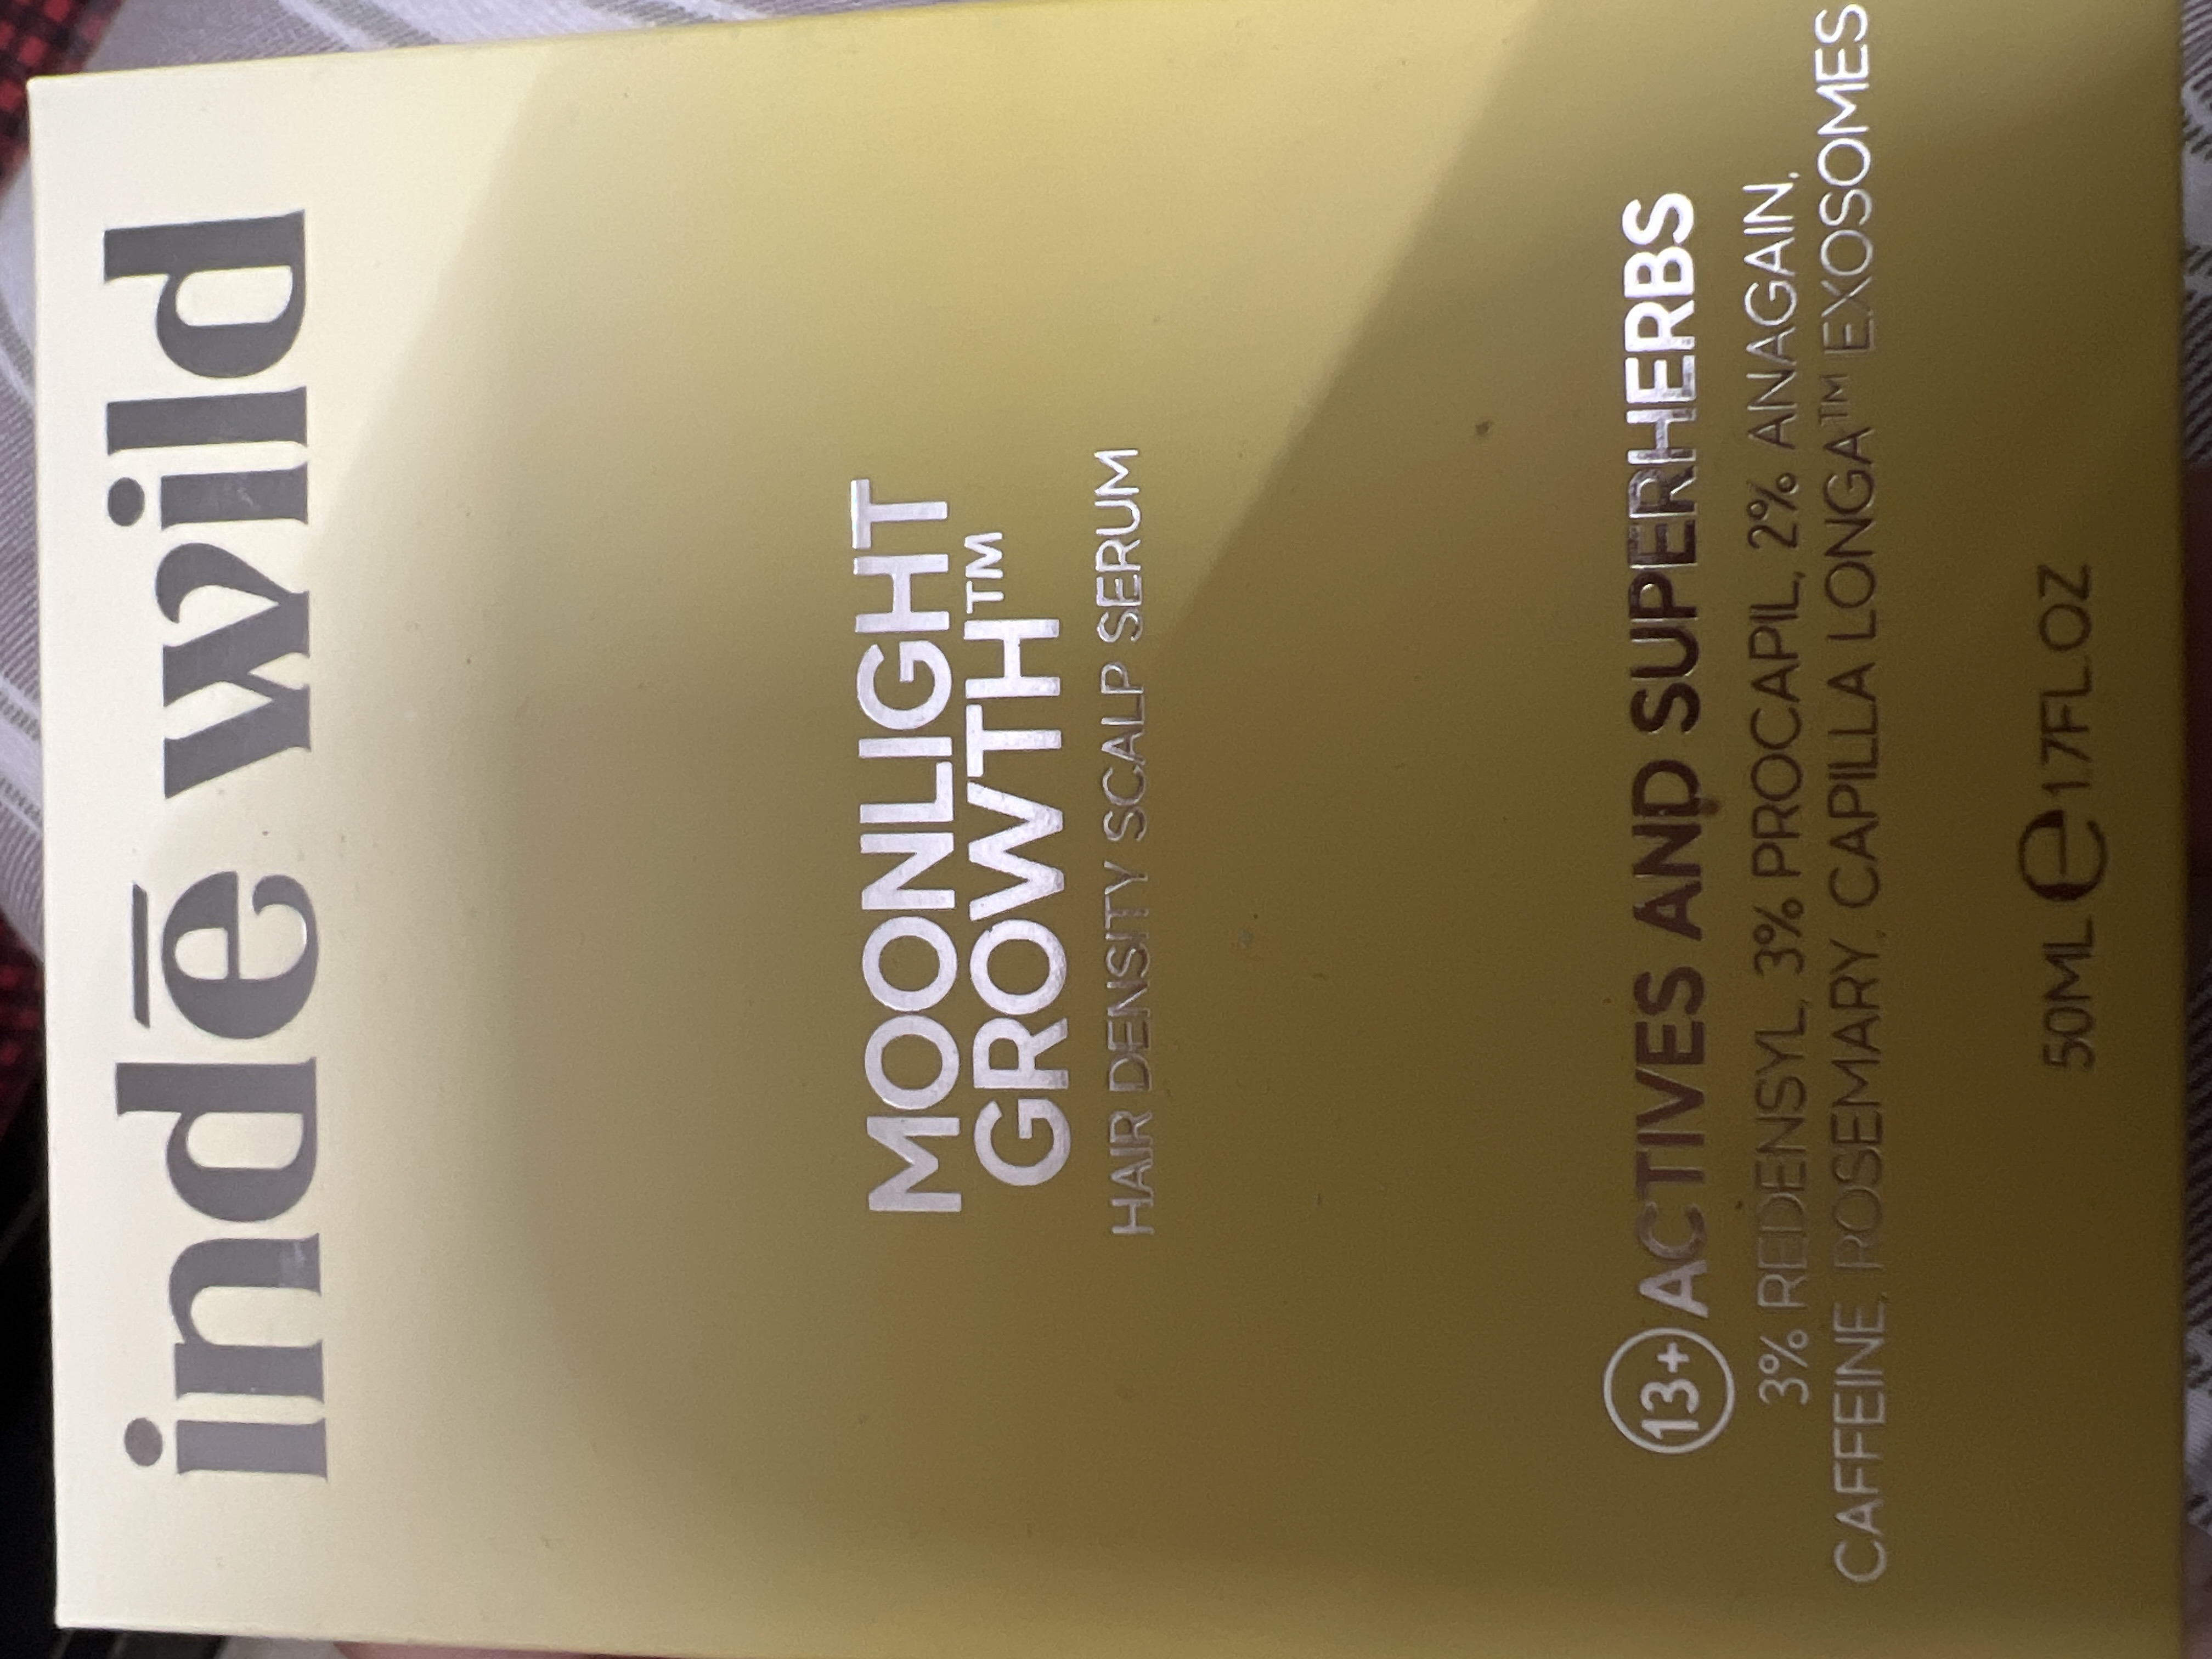 indē wild
MOONLIGHT
GROWTH™
HAIR DENSITY SCALP SERUM
13+ ACTIVES AND SUPERHERBS
3% REDENSYL, 3% PROCAPIL, 2% ANAGAIN,
CAFFEINE, ROSEMARY, CAPILLA LONGA™ EXOSOMES
50ML e 1.7FL.OZ